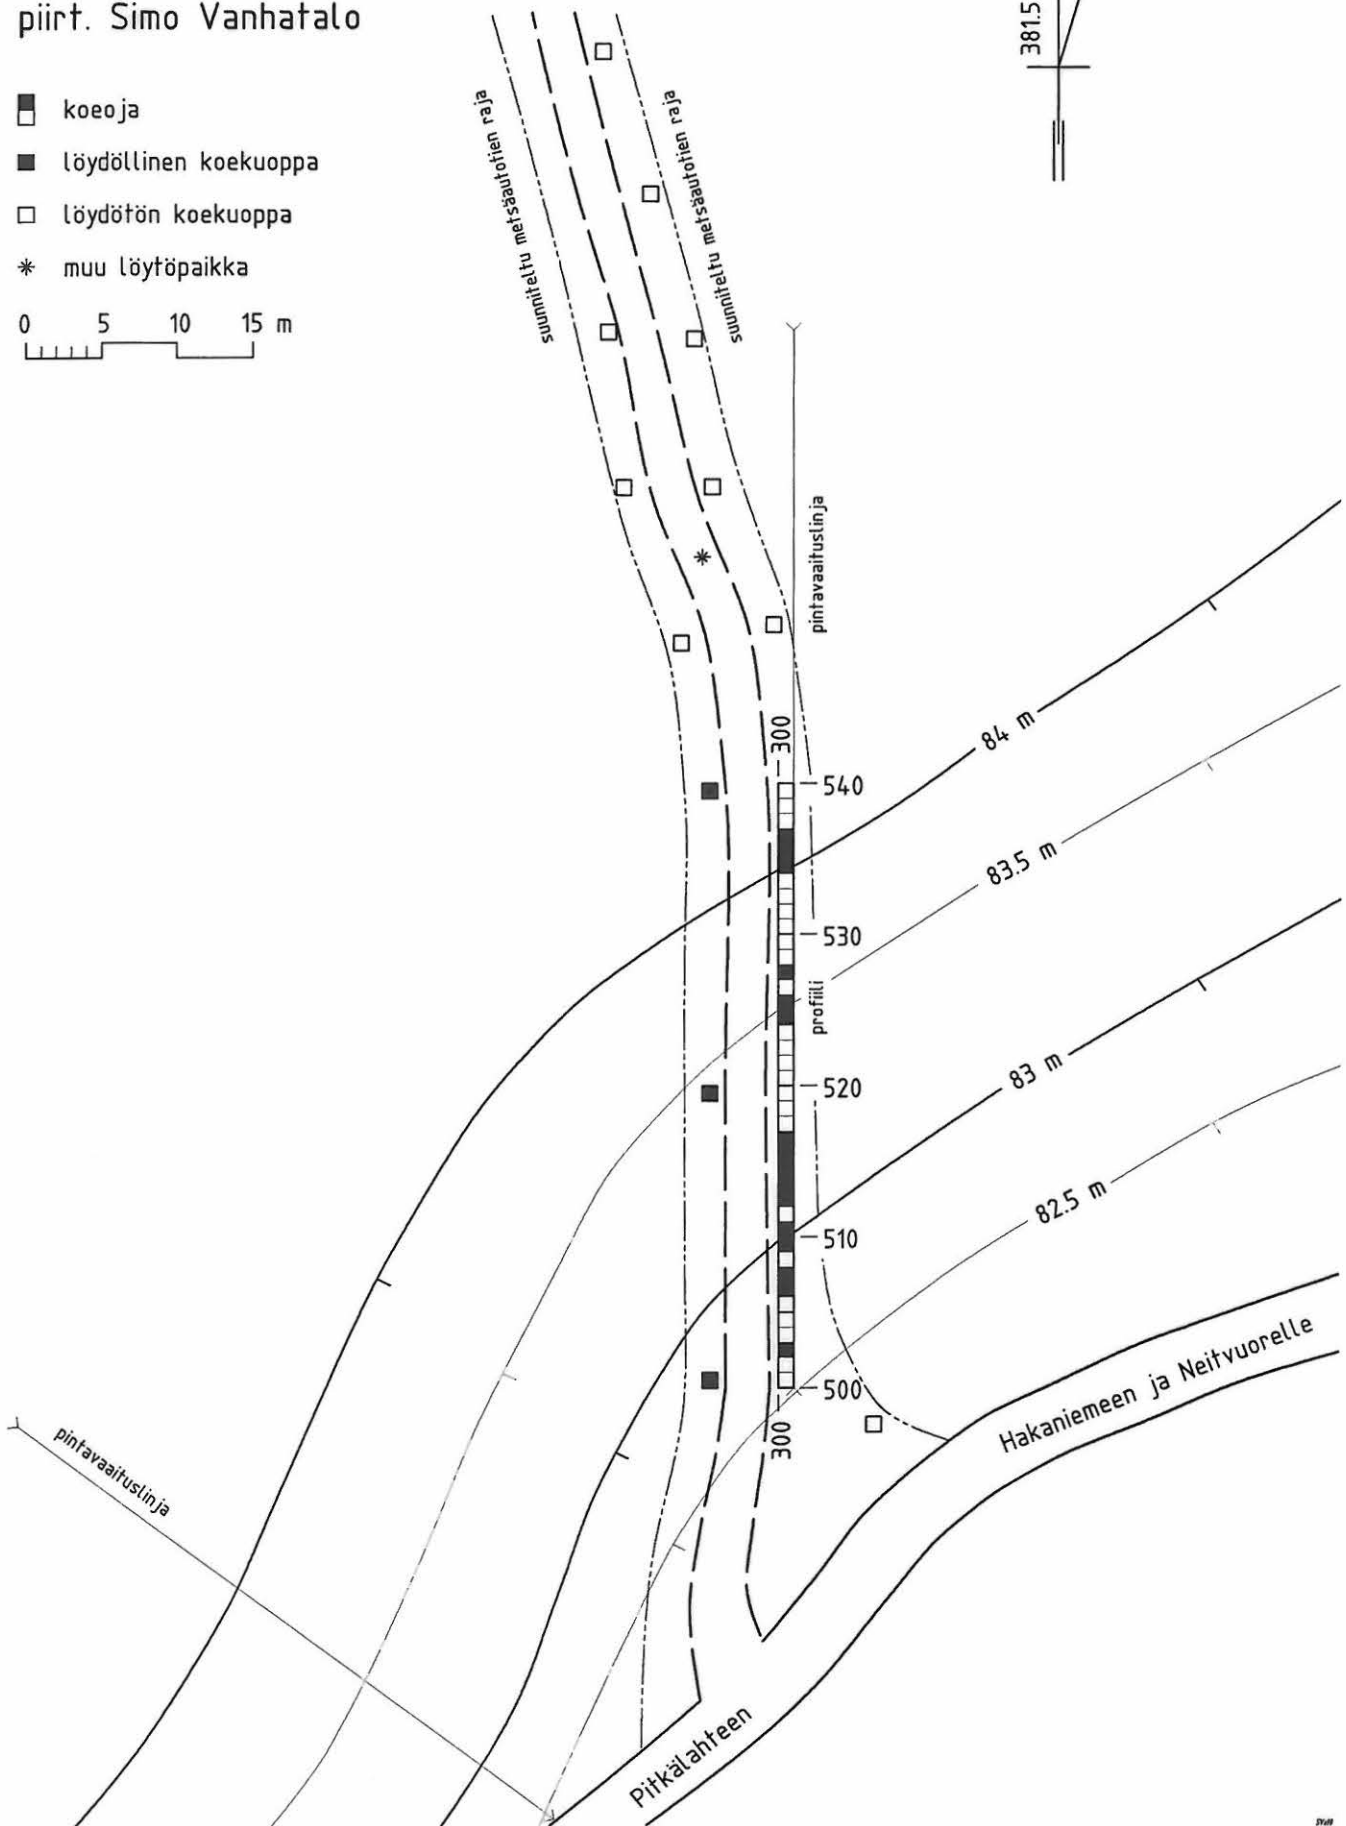 piirt. Simo Vanhatalo
381.5
koeoja
löydöllinen koekuoppa
löydötön koekuoppa
muu löytöpaikka
0 5 10 15 m
suunniteltu metsäautotien raja
suunniteltu metsäautotien raja
pintavaaituslinja
300
540
84 m
83.5 m
530
profiili
520
83 m
82.5 m
510
500
300
Hakaniemeen ja Neitvuorelle
pintavaaituslinja
Pitkälahteen